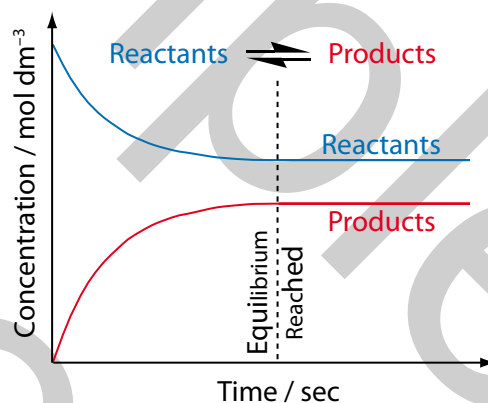 Reactants ⇌ Products
Concentration / mol dm⁻³
Reactants
Products
Equilibrium
Reached
Time / sec